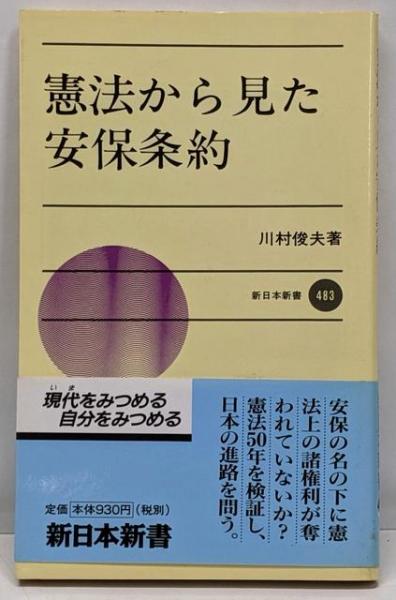 憲法から見た
安保条約
川村俊夫著
新日本新書 483
いま
現代をみつめる
自分をみつめる
定価 本体930円 (税別)
新日本新書
安保の名の下に憲
法上の諸権利が奪
われていないか?
憲法50年を検証し、
日本の進路を問う。